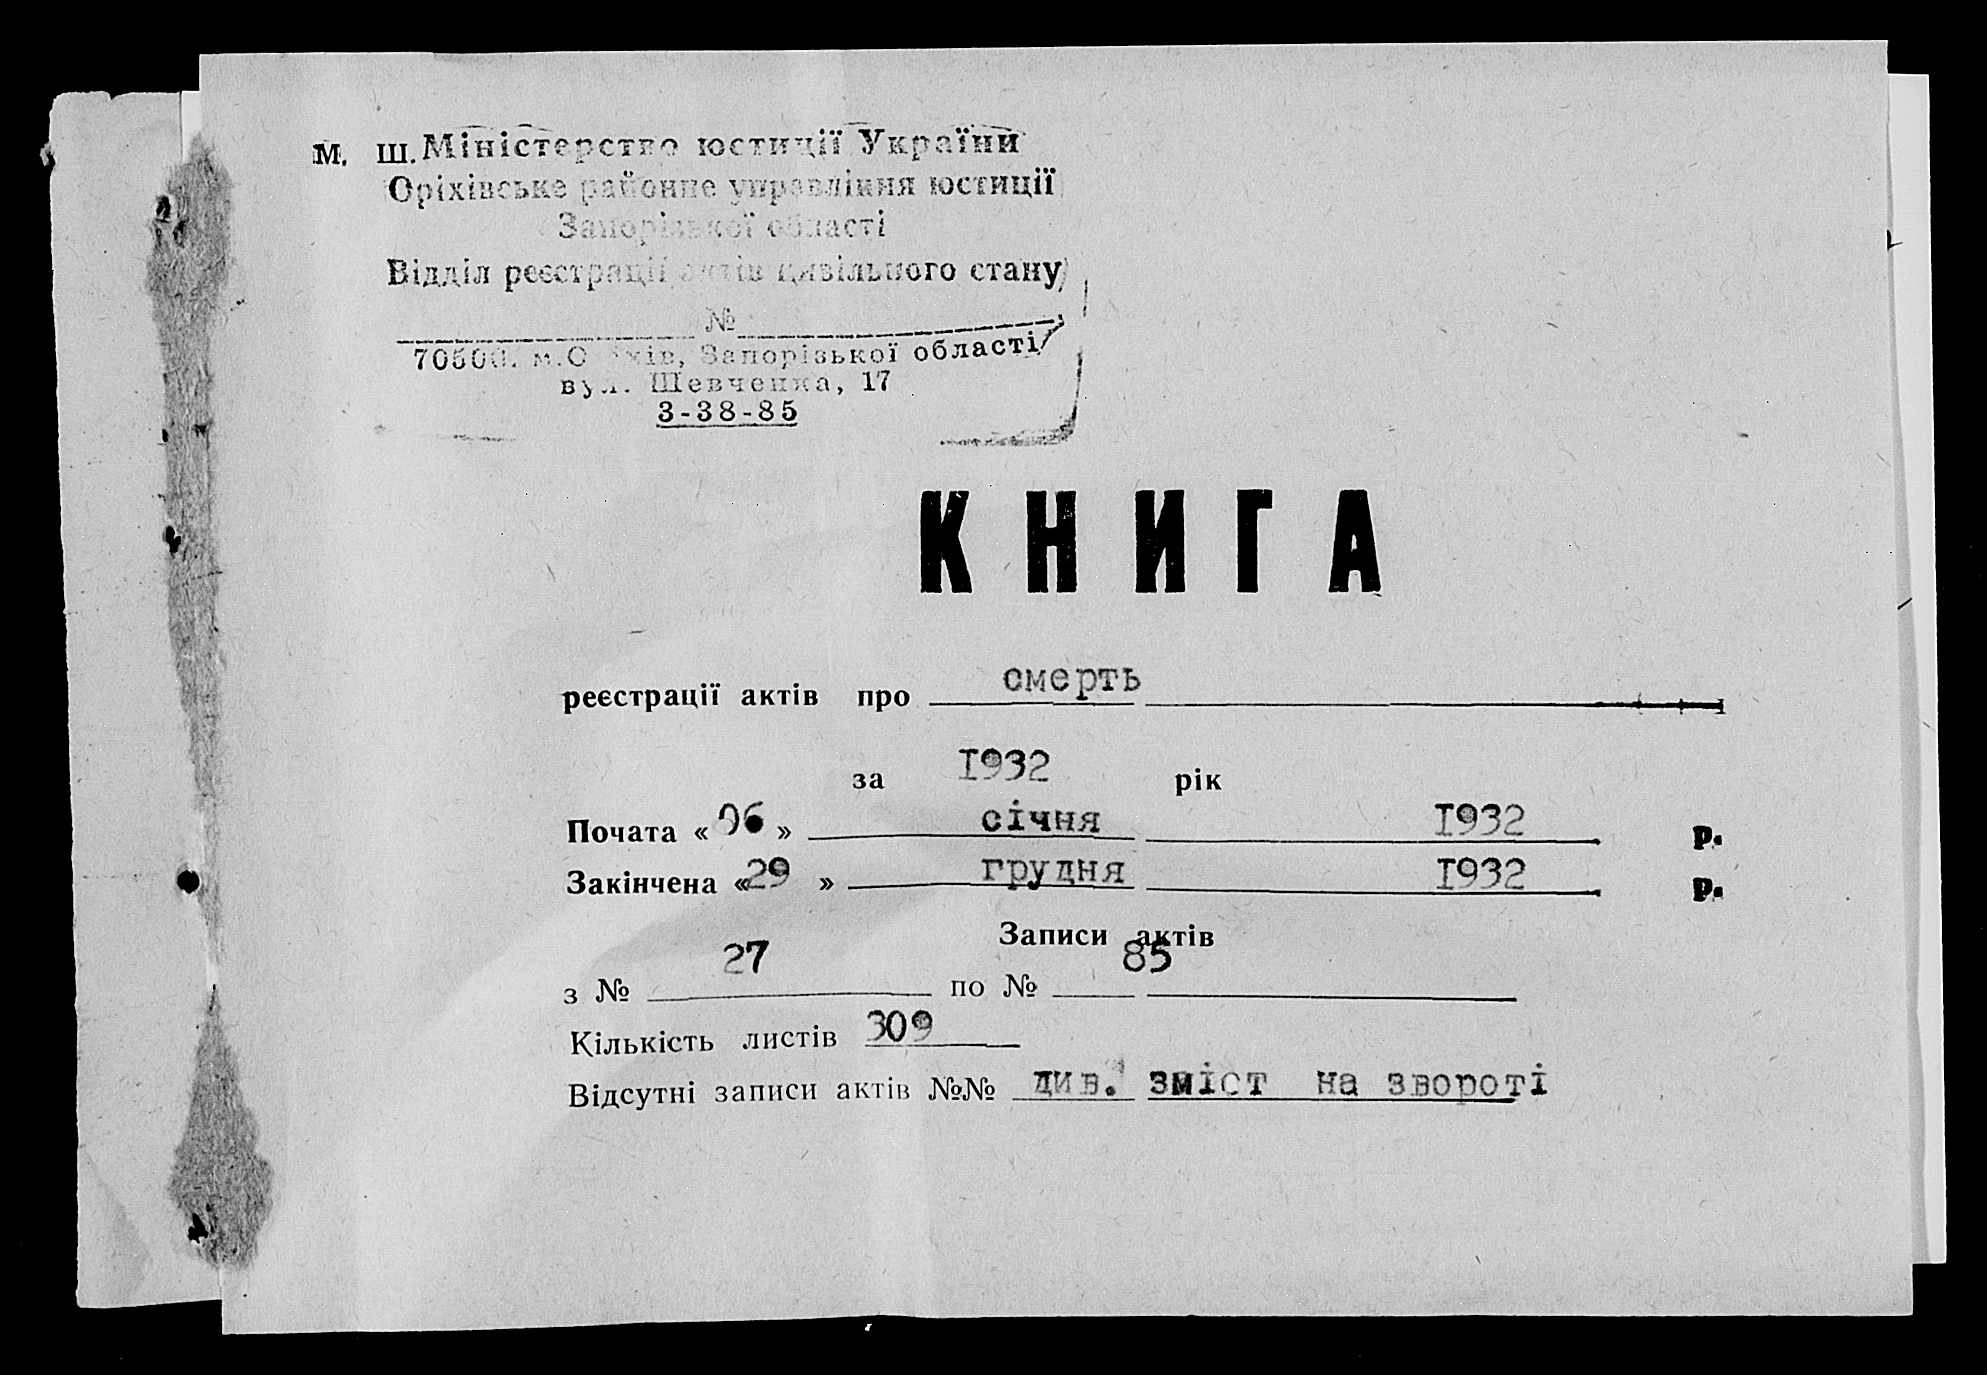 М. Ш. Міністерство юстиції України
Оріхівське районне управління юстиції
Запорізької області
Відділ реєстрації актів цивільного стану
№
70500, м.Оріхів, Запорізької області
вул. Шевченка, 17
3-38-85
КНИГА
реєстрації актів про смерть
за 1932 рік
Почата «06» січня 1932 р.
Закінчена «29» грудня 1932 р.
Записи актів
з № 27 по № 85
Кількість листів 309
Відсутні записи актів №№ див. зміст на звороті